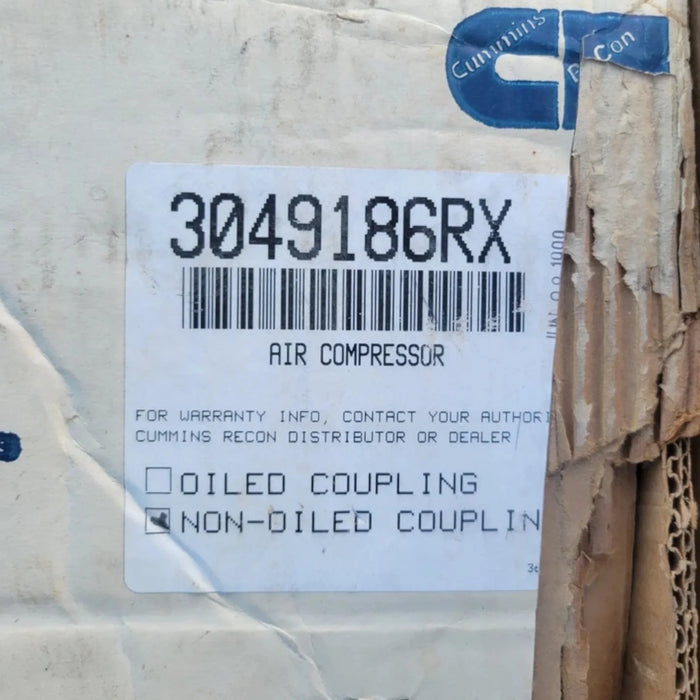 Cummins
Con
3049186RX
AIR COMPRESSOR
FOR WARRANTY INFO, CONTACT YOUR AUTHORI
CUMMINS RECON DISTRIBUTOR OR DEALER
OILED COUPLING
NON-OILED COUPLIN